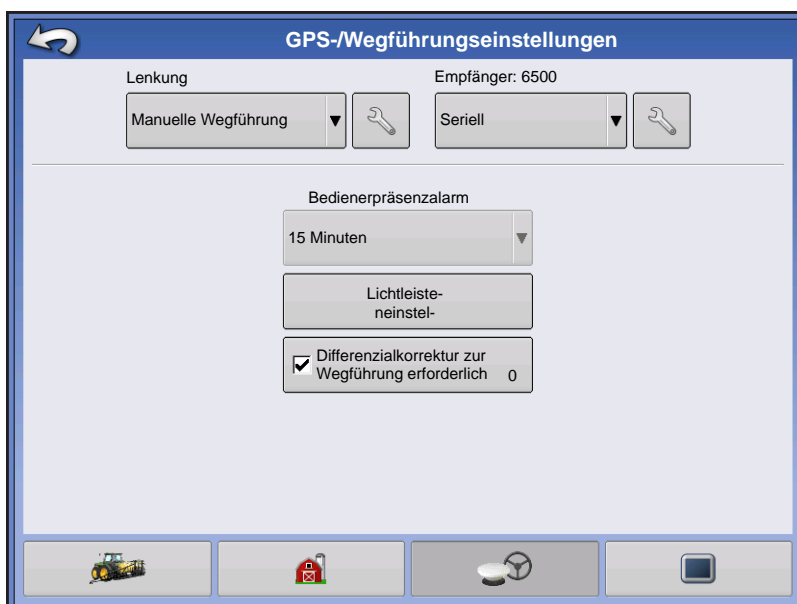 GPS-/Wegführungseinstellungen
Lenkung
Empfänger: 6500
Manuelle Wegführung
Seriell
Bedienerpräsenzalarm
15 Minuten
Lichtleiste-
neinstel-
Differenzialkorrektur zur
Wegführung erforderlich 0